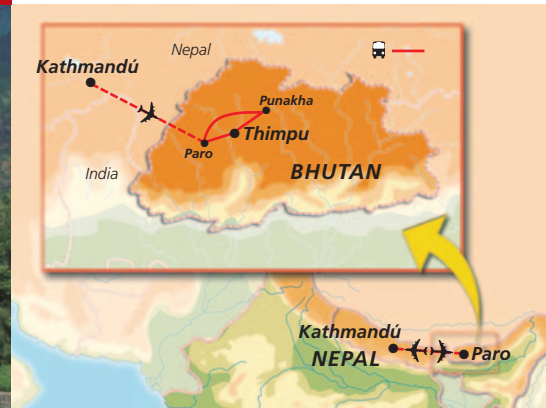 Nepal
Kathmandú
Punakha
Thimpu
Paro
India
BHUTAN
Kathmandú
NEPAL
Paro